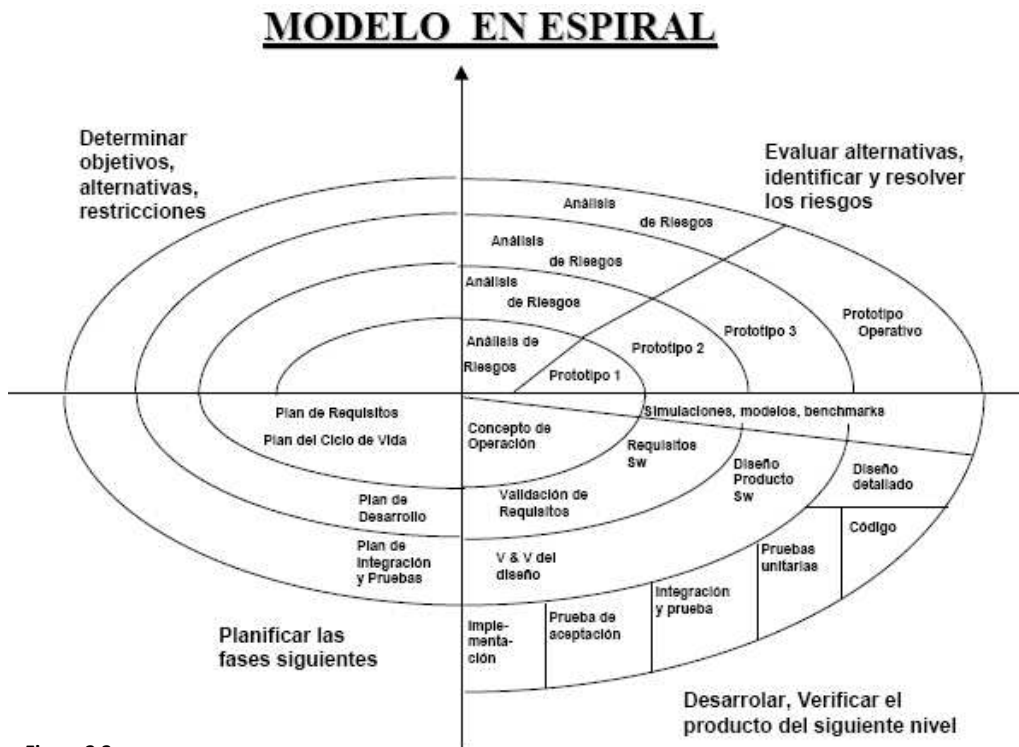 MODELO EN ESPIRAL
Determinar
objetivos,
alternativas,
restricciones
Evaluar alternativas,
identificar y resolver
los riesgos
Análisis
de Riesgos
Análisis
de Riesgos
Análisis
de Riesgos
Análisis de
Riesgos
Prototipo 1
Prototipo 2
Prototipo 3
Prototipo
Operativo
Simulaciones, modelos, benchmarks
Plan de Requisitos
Plan del Ciclo de Vida
Concepto de
Operación
Requisitos
Sw
Diseño
Producto
Sw
Diseño
detallado
Plan de
Desarrollo
Validación de
Requisitos
Código
Plan de
Integración
y Pruebas
V & V del
diseño
Pruebas
unitarias
Integración
y prueba
Prueba de
aceptación
Imple-
menta-
ción
Planificar las
fases siguientes
Desarrolar, Verificar el
producto del siguiente nivel